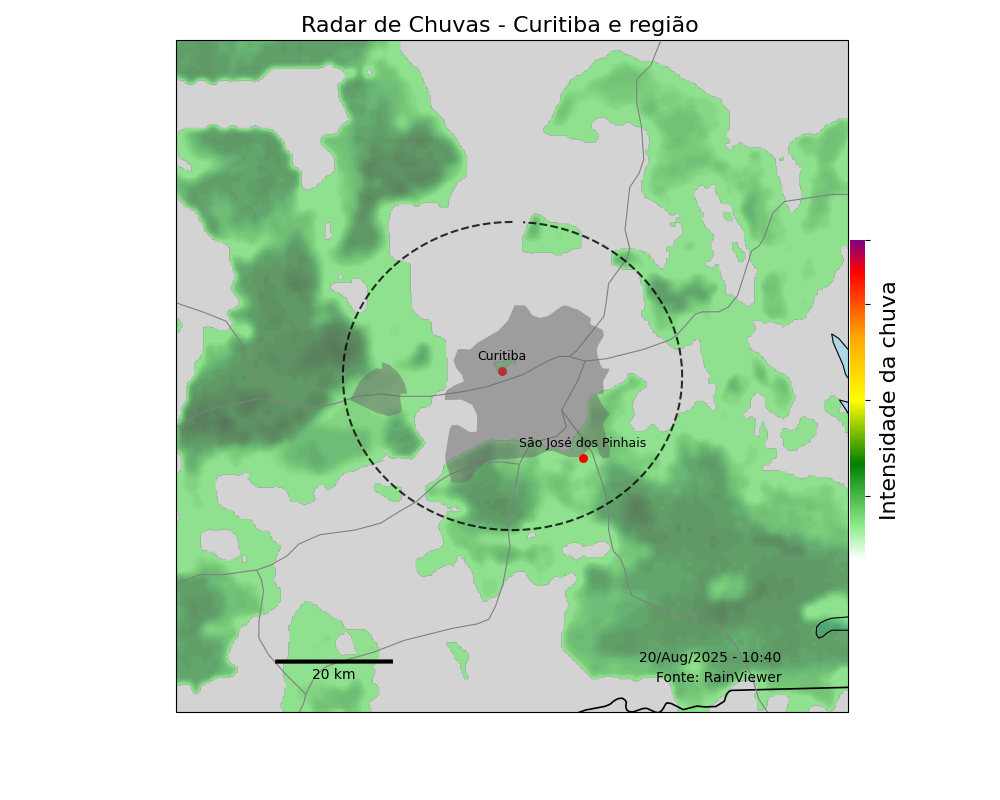 Radar de Chuvas - Curitiba e região
Curitiba
São José dos Pinhais
Intensidade da chuva
20/Aug/2025 - 10:40
20 km
Fonte: RainViewer